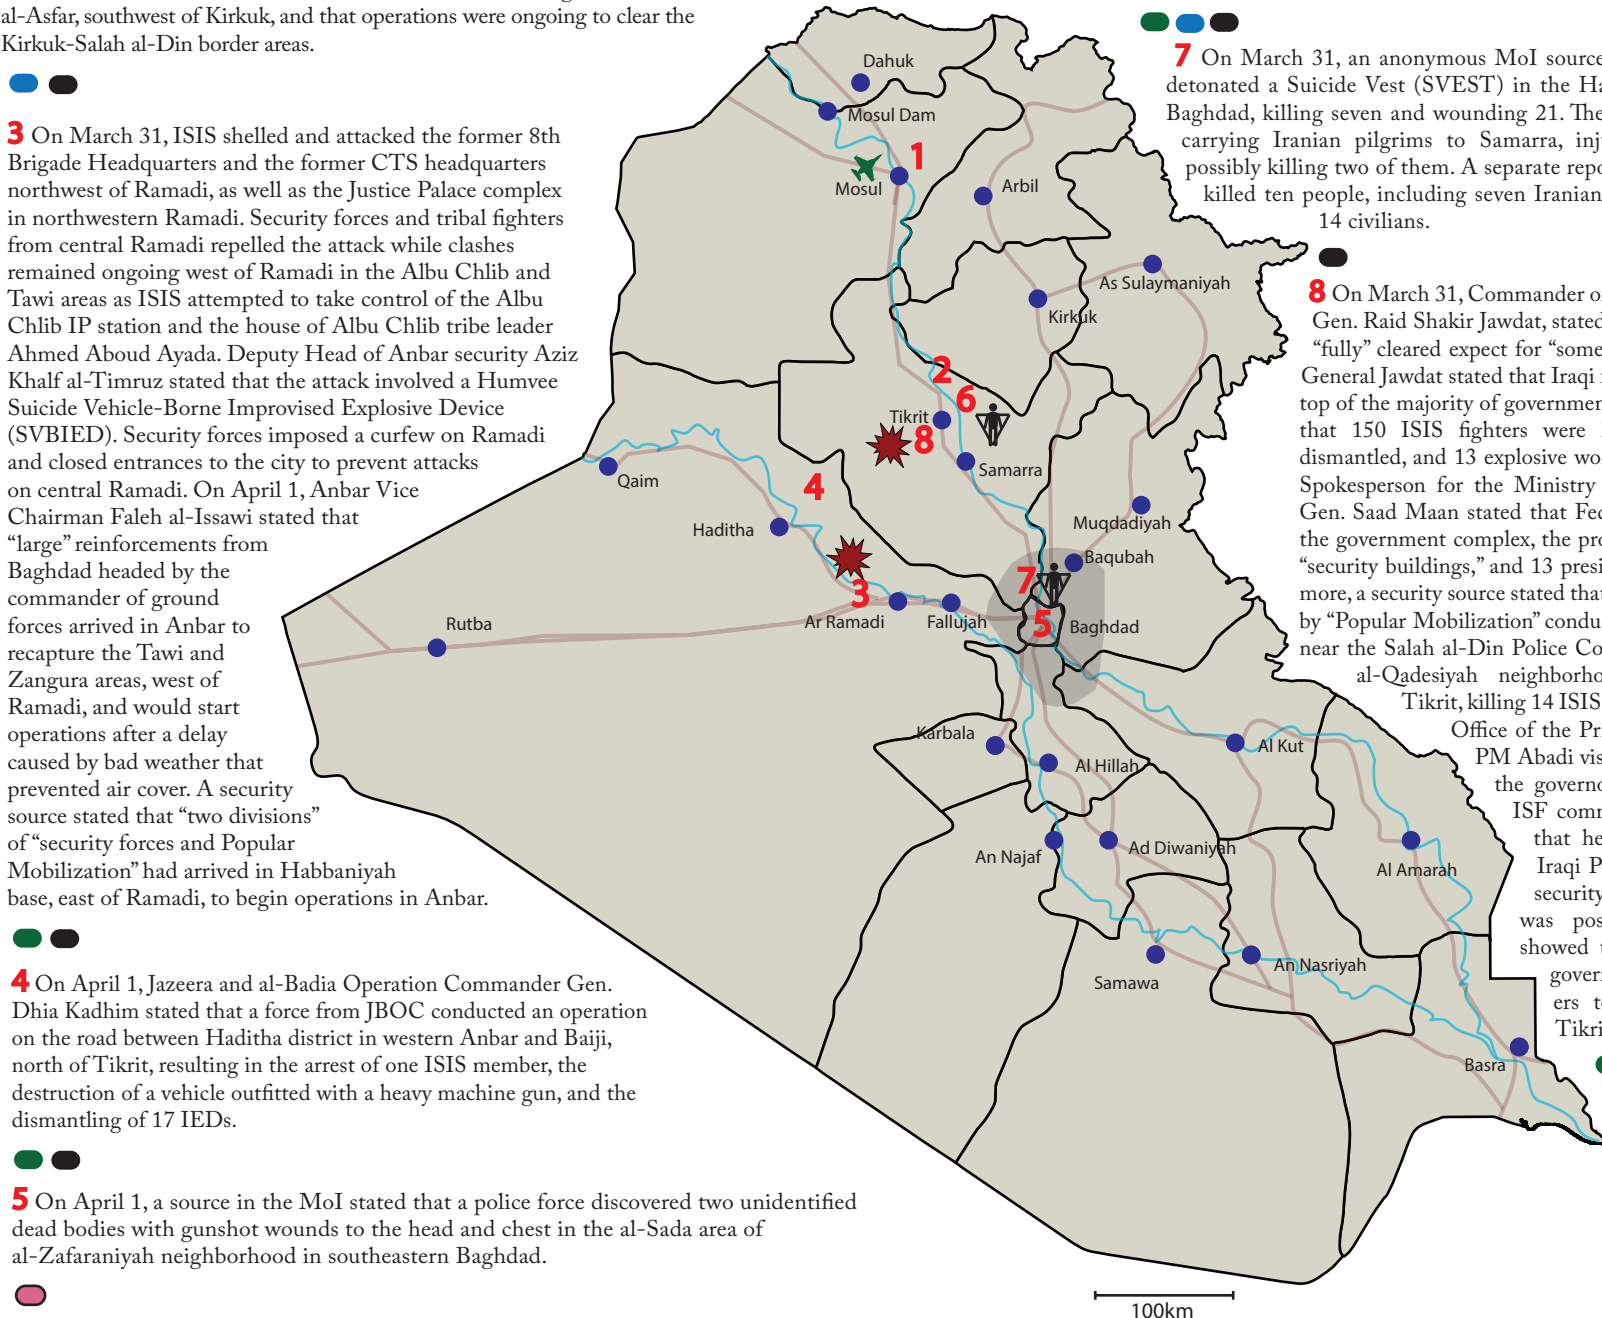 al-Asfar, southwest of Kirkuk, and that operations were ongoing to clear the
Kirkuk-Salah al-Din border areas.
3 On March 31, ISIS shelled and attacked the former 8th
Brigade Headquarters and the former CTS headquarters
northwest of Ramadi, as well as the Justice Palace complex
in northwestern Ramadi. Security forces and tribal fighters
from central Ramadi repelled the attack while clashes
remained ongoing west of Ramadi in the Albu Chlib and
Tawi areas as ISIS attempted to take control of the Albu
Chlib IP station and the house of Albu Chlib tribe leader
Ahmed Aboud Ayada. Deputy Head of Anbar security Aziz
Khalf al-Timruz stated that the attack involved a Humvee
Suicide Vehicle-Borne Improvised Explosive Device
(SVBIED). Security forces imposed a curfew on Ramadi
and closed entrances to the city to prevent attacks
on central Ramadi. On April 1, Anbar Vice
Chairman Faleh al-Issawi stated that
“large” reinforcements from
Baghdad headed by the
commander of ground
forces arrived in Anbar to
recapture the Tawi and
Zangura areas, west of
Ramadi, and would start
operations after a delay
caused by bad weather that
prevented air cover. A security
source stated that “two divisions”
of “security forces and Popular
Mobilization” had arrived in Habbaniyah
base, east of Ramadi, to begin operations in Anbar.
4 On April 1, Jazeera and al-Badia Operation Commander Gen.
Dhia Kadhim stated that a force from JBOC conducted an operation
on the road between Haditha district in western Anbar and Baiji,
north of Tikrit, resulting in the arrest of one ISIS member, the
destruction of a vehicle outfitted with a heavy machine gun, and the
dismantling of 17 IEDs.
5 On April 1, a source in the MoI stated that a police force discovered two unidentified
dead bodies with gunshot wounds to the head and chest in the al-Sada area of
al-Zafaraniyah neighborhood in southeastern Baghdad.
Dahuk
Mosul Dam
1
Mosul
Arbil
As Sulaymaniyah
Kirkuk
2
6
Tikrit
8
Samarra
Qaim
4
Haditha
Muqdadiyah
Baqubah
7
3
Ar Ramadi
Fallujah
5
Baghdad
Rutba
Karbala
Al Hillah
Al Kut
An Najaf
Ad Diwaniyah
Al Amarah
Samawa
An Nasriyah
Basra
100km
7 On March 31, an anonymous MoI source
detonated a Suicide Vest (SVEST) in the Ha
Baghdad, killing seven and wounding 21. The
carrying Iranian pilgrims to Samarra, inj
possibly killing two of them. A separate repo
killed ten people, including seven Iranian
14 civilians.
8 On March 31, Commander o
Gen. Raid Shakir Jawdat, stated
“fully” cleared expect for “some
General Jawdat stated that Iraqi
top of the majority of governmen
that 150 ISIS fighters were
dismantled, and 13 explosive wo
Spokesperson for the Ministry
Gen. Saad Maan stated that Fed
the government complex, the pro
“security buildings,” and 13 presi
more, a security source stated that
by “Popular Mobilization” condu
near the Salah al-Din Police Co
al-Qadesiyah neighborho
Tikrit, killing 14 ISIS
Office of the Pri
PM Abadi vis
the governo
ISF comm
that he
Iraqi P
security
was pos
showed t
govern
ers t
Tikri